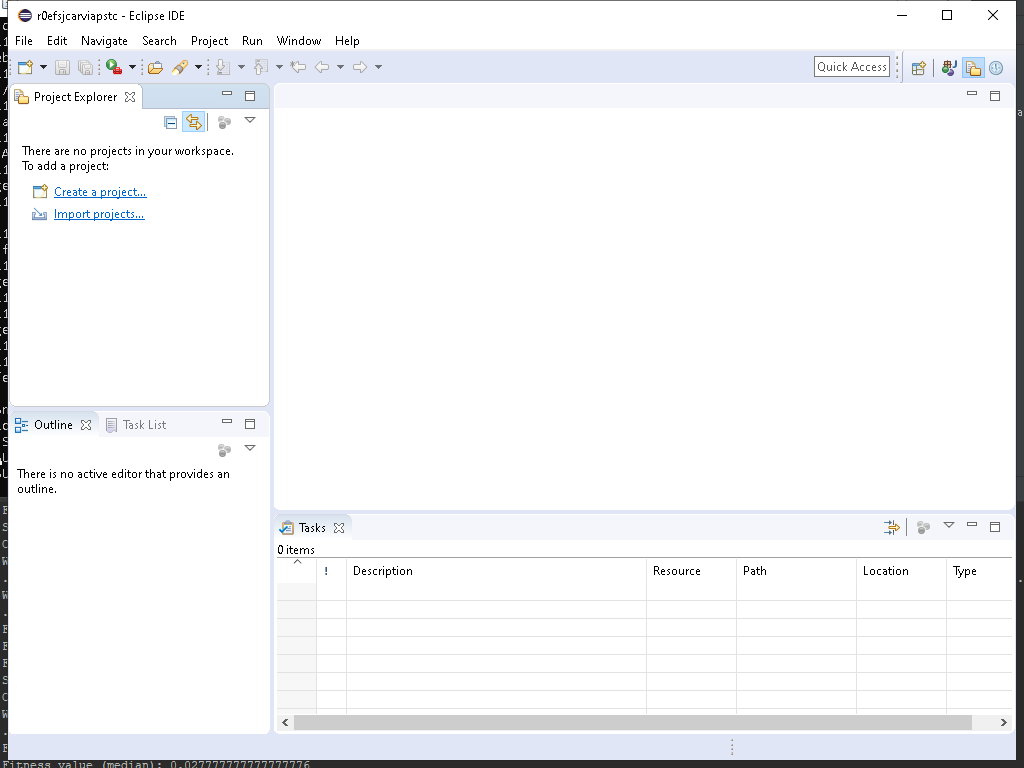 r0efsjcarviapstc - Eclipse IDE
File Edit Navigate Search Project Run Window Help
Quick Access
Project Explorer
There are no projects in your workspace.
To add a project:
Create a project...
Import projects...
Outline Task List
There is no active editor that provides an
outline.
Tasks
0 items
! Description Resource Path Location Type
Fitness value (median): 0.027777777777777776